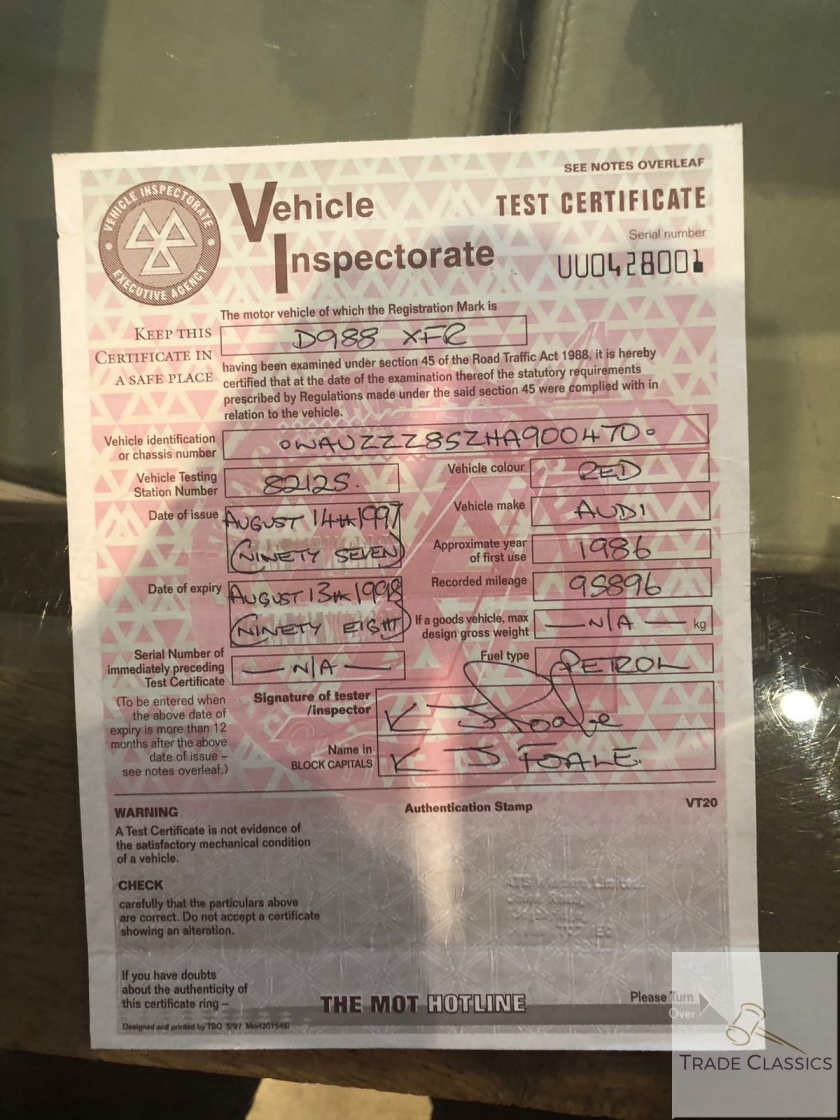 SEE NOTES OVERLEAF
VEHICLE INSPECTORATE
EXECUTIVE AGENCY
Vehicle
Inspectorate
TEST CERTIFICATE
Serial number
UU0428001
The motor vehicle of which the Registration Mark is
D988 XFR
KEEP THIS
CERTIFICATE IN
A SAFE PLACE
having been examined under section 45 of the Road Traffic Act 1988, it is hereby
certified that at the date of the examination thereof the statutory requirements
prescribed by Regulations made under the said section 45 were complied with in
relation to the vehicle.
Vehicle identification
or chassis number
WAUZZZ85ZHA900470
Vehicle Testing
Station Number
8212S.
Vehicle colour
RED
Date of issue
AUGUST 14th 1997
(NINETY SEVEN)
Vehicle make
AUDI
Approximate year
of first use
1986
Date of expiry
AUGUST 13th 1998
(NINETY EIGHT)
Recorded mileage
95896
If a goods vehicle, max
design gross weight
— N/A — kg
Serial Number of
immediately preceding
Test Certificate
— N/A —
Fuel type
PETROL
(To be entered when
the above date of
expiry is more than 12
months after the above
date of issue –
see notes overleaf.)
Signature of tester
/inspector
K J Foale
Name in
BLOCK CAPITALS
K J FOALE.
WARNING
A Test Certificate is not evidence of
the satisfactory mechanical condition
of a vehicle.
Authentication Stamp
VT20
CHECK
carefully that the particulars above
are correct. Do not accept a certificate
showing an alteration.
If you have doubts
about the authenticity of
this certificate ring –
THE MOT HOTLINE
Please Turn
Over
Designed and printed by TSO 5/97
TRADE CLASSICS